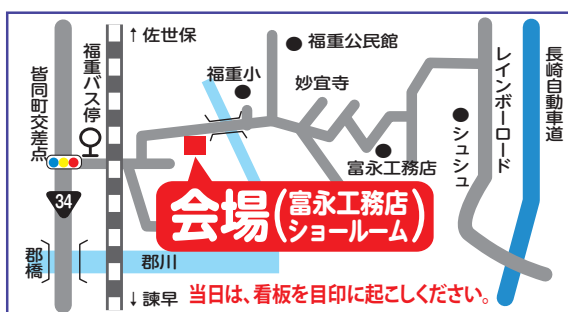 ↑佐世保
福重公民館
福重バス停
皆同町交差点
福重小
妙宜寺
レインボーロード
長崎自動車道
シュシュ
富永工務店
34
会場(富永工務店
ショールーム)
郡橋
郡川
↓諫早
当日は、看板を目印に起こしください。